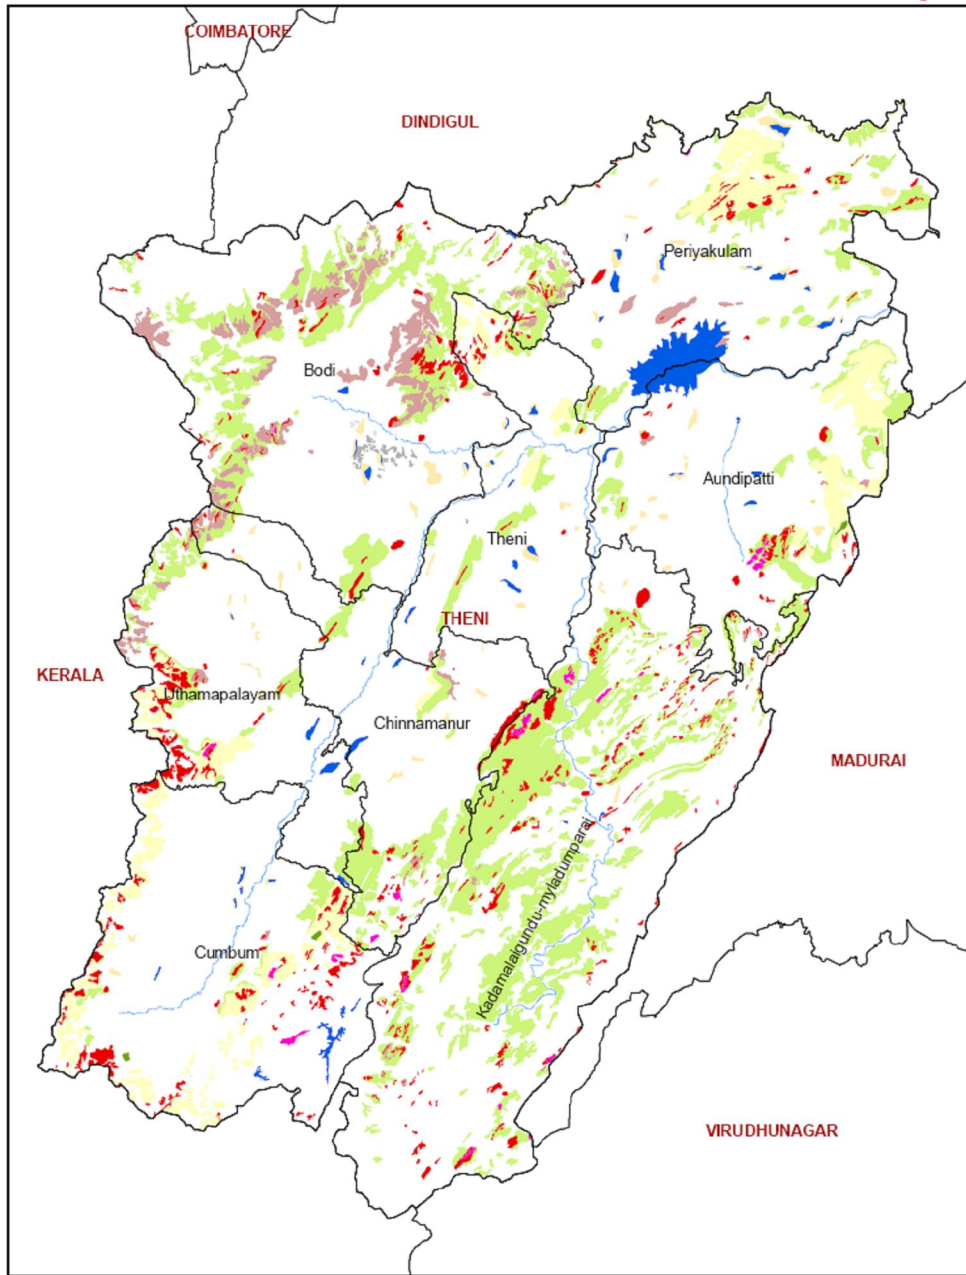 COIMBATORE
DINDIGUL
Periyakulam
Bodi
Aundipatti
Theni
THENI
KERALA
Uthamapalayam
Chinnamanur
MADURAI
Kadamalaigundu-myladumparai
Cumbum
VIRUDHUNAGAR